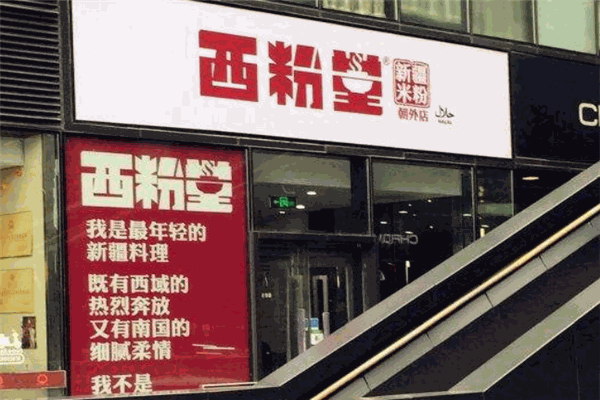 西粉堂®
新疆
米粉
朝外店
حلال
西粉堂
我是最年轻的
新疆料理
既有西域的
热烈奔放
又有南国的
细腻柔情
我不是